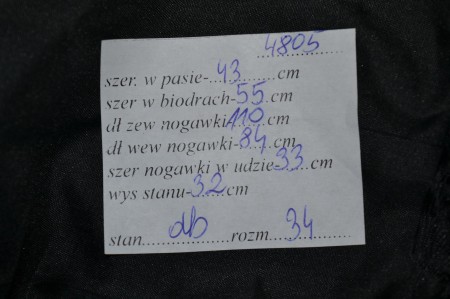 4805
szer. w pasie-43cm
szer w biodrach-55cm
dł zew nogawki 110cm
dł wew nogawki-84cm
szer nogawki w udzie-33cm
wys stanu-32cm
stan db rozm 34